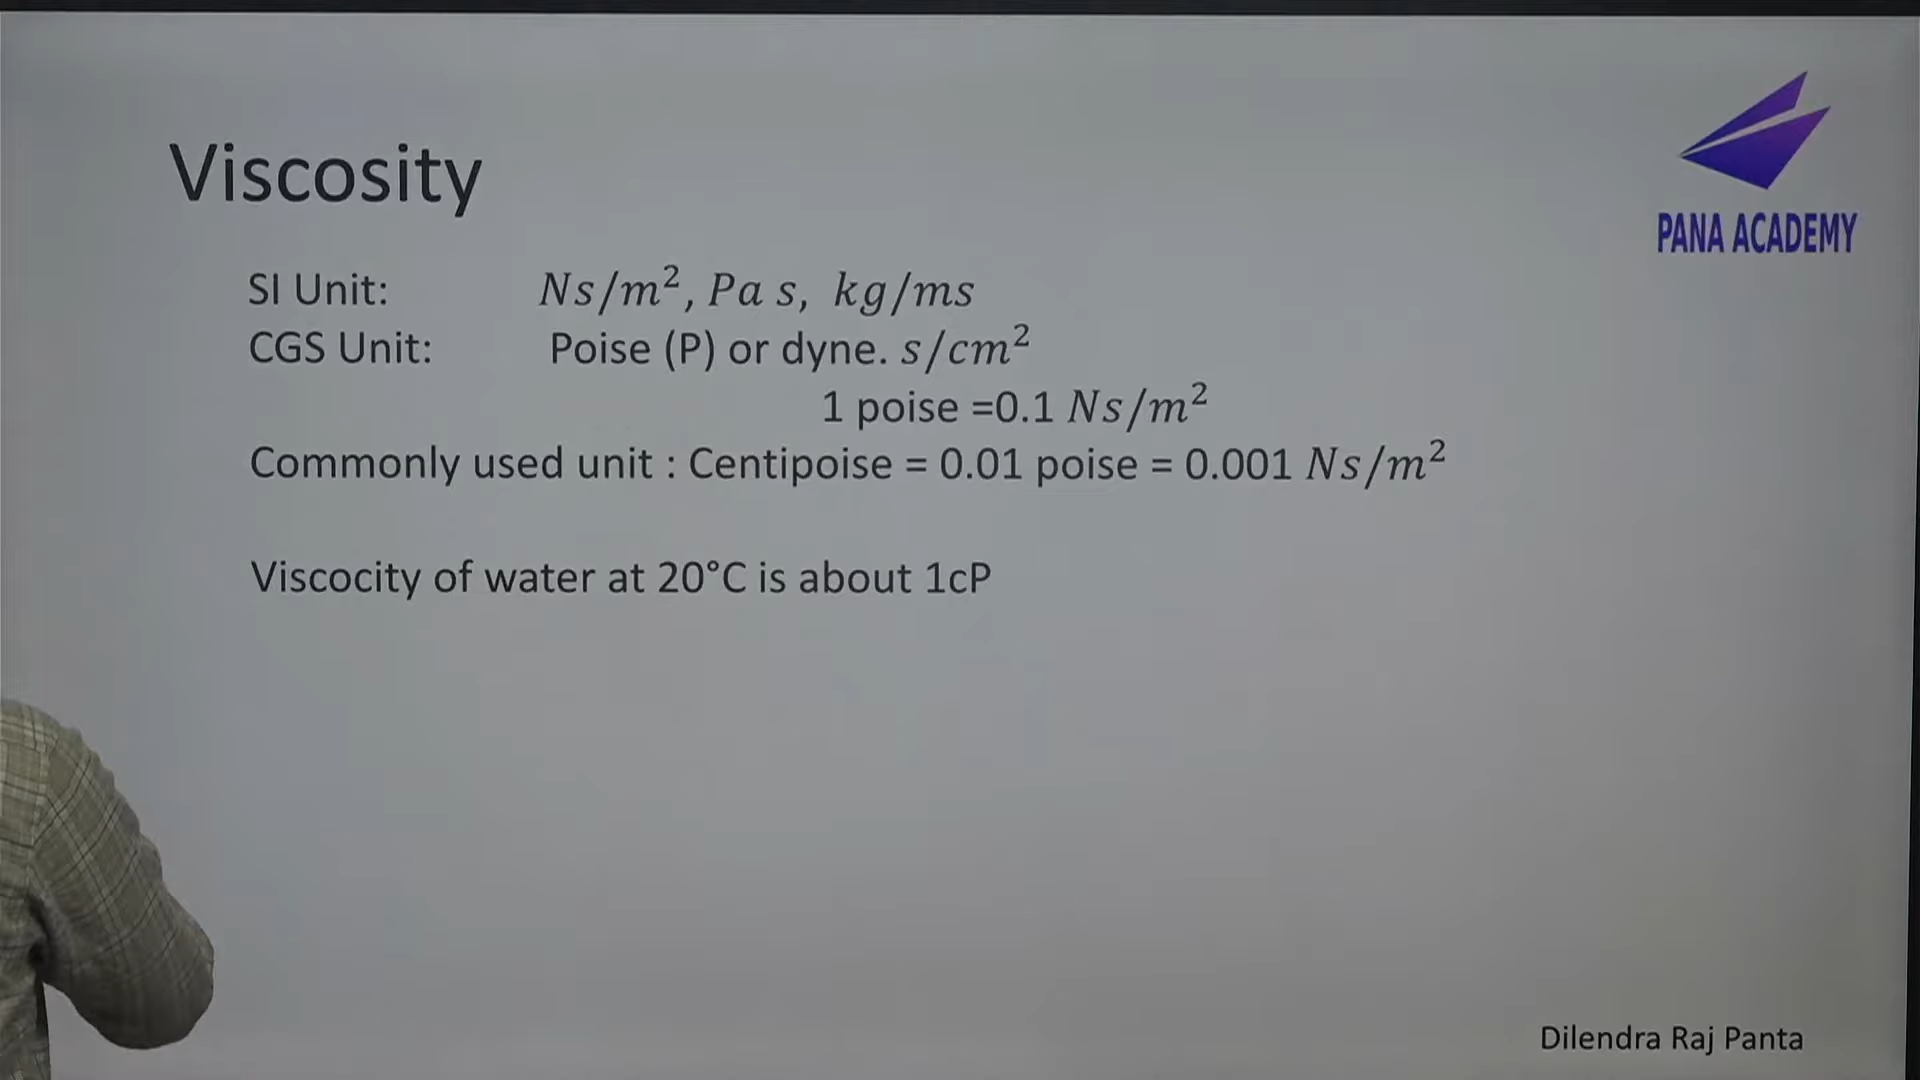 Viscosity
PANA ACADEMY
SI Unit: Ns/m², Pa s, kg/ms
CGS Unit: Poise (P) or dyne. s/cm²
1 poise =0.1 Ns/m²
Commonly used unit : Centipoise = 0.01 poise = 0.001 Ns/m²
Viscocity of water at 20°C is about 1cP
Dilendra Raj Panta